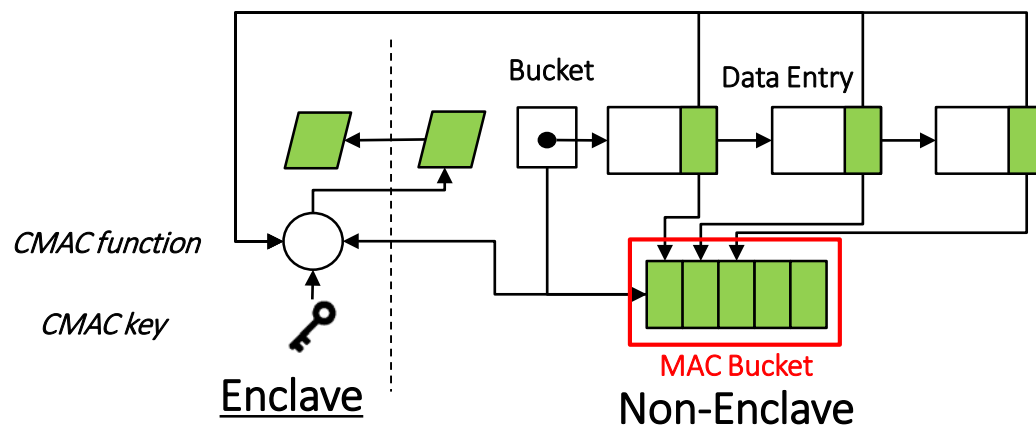 Bucket
Data Entry
CMAC function
CMAC key
MAC Bucket
Enclave
Non-Enclave